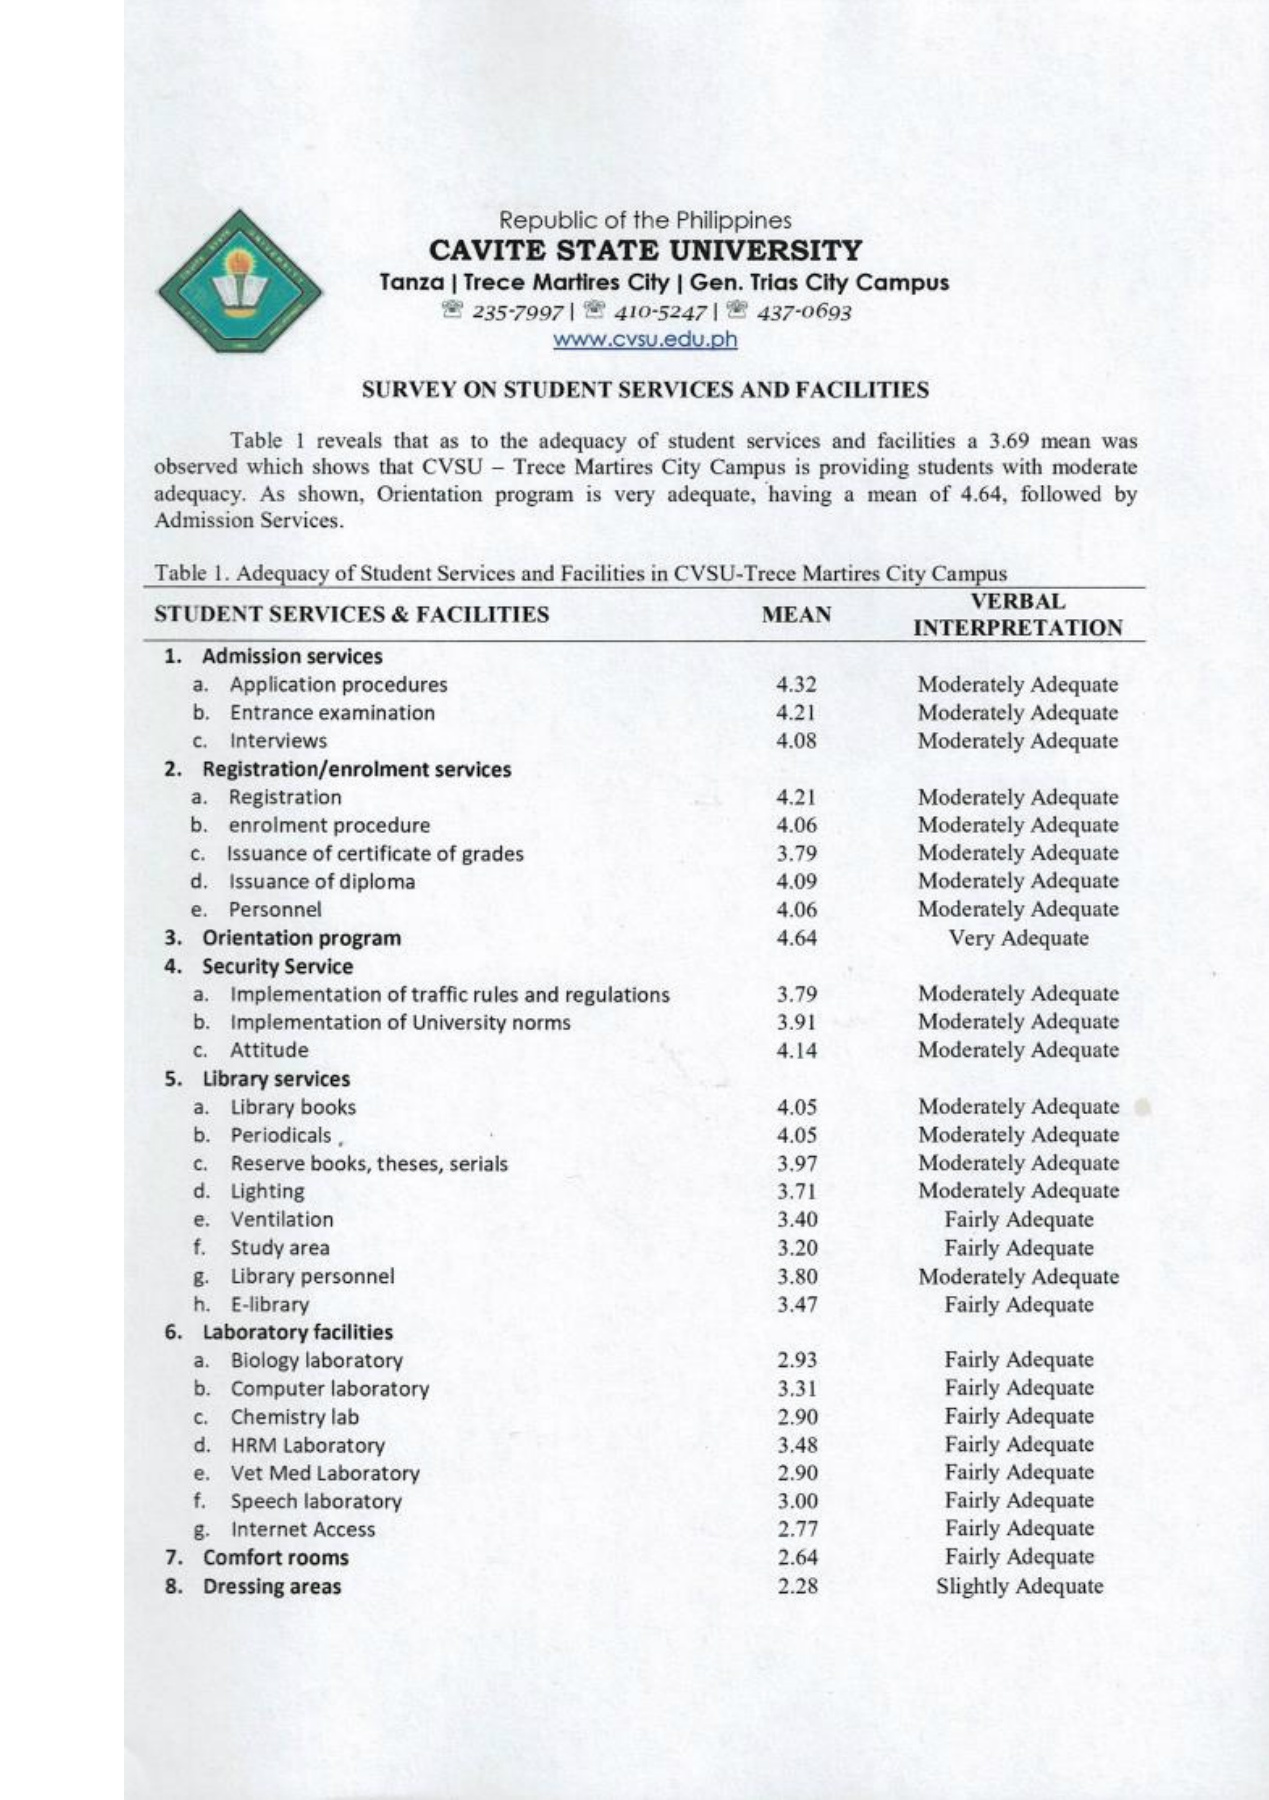 Republic of the Philippines
CAVITE STATE UNIVERSITY
Tanza | Trece Martires City | Gen. Trias City Campus
☏ 235-7997 | ☏ 410-5247 | ☏ 437-0693
www.cvsu.edu.ph
SURVEY ON STUDENT SERVICES AND FACILITIES
Table 1 reveals that as to the adequacy of student services and facilities a 3.69 mean was
observed which shows that CVSU – Trece Martires City Campus is providing students with moderate
adequacy. As shown, Orientation program is very adequate, having a mean of 4.64, followed by
Admission Services.
Table 1. Adequacy of Student Services and Facilities in CVSU-Trece Martires City Campus
STUDENT SERVICES & FACILITIES MEAN VERBAL
INTERPRETATION
1. Admission services
a. Application procedures 4.32 Moderately Adequate
b. Entrance examination 4.21 Moderately Adequate
c. Interviews 4.08 Moderately Adequate
2. Registration/enrolment services
a. Registration 4.21 Moderately Adequate
b. enrolment procedure 4.06 Moderately Adequate
c. Issuance of certificate of grades 3.79 Moderately Adequate
d. Issuance of diploma 4.09 Moderately Adequate
e. Personnel 4.06 Moderately Adequate
3. Orientation program 4.64 Very Adequate
4. Security Service
a. Implementation of traffic rules and regulations 3.79 Moderately Adequate
b. Implementation of University norms 3.91 Moderately Adequate
c. Attitude 4.14 Moderately Adequate
5. Library services
a. Library books 4.05 Moderately Adequate
b. Periodicals 4.05 Moderately Adequate
c. Reserve books, theses, serials 3.97 Moderately Adequate
d. Lighting 3.71 Moderately Adequate
e. Ventilation 3.40 Fairly Adequate
f. Study area 3.20 Fairly Adequate
g. Library personnel 3.80 Moderately Adequate
h. E-library 3.47 Fairly Adequate
6. Laboratory facilities
a. Biology laboratory 2.93 Fairly Adequate
b. Computer laboratory 3.31 Fairly Adequate
c. Chemistry lab 2.90 Fairly Adequate
d. HRM Laboratory 3.48 Fairly Adequate
e. Vet Med Laboratory 2.90 Fairly Adequate
f. Speech laboratory 3.00 Fairly Adequate
g. Internet Access 2.77 Fairly Adequate
7. Comfort rooms 2.64 Fairly Adequate
8. Dressing areas 2.28 Slightly Adequate